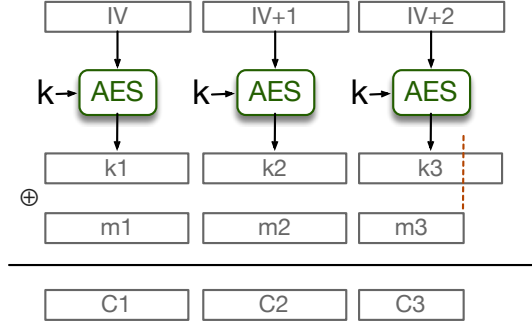 IV IV+1 IV+2
k AES k AES k AES
k1 k2 k3
⊕
m1 m2 m3
C1 C2 C3